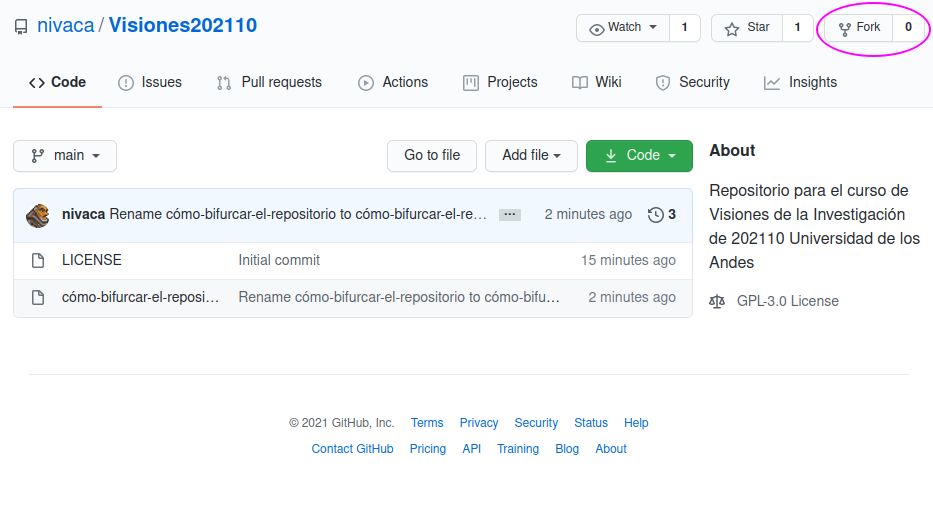 nivaca / Visiones202110
Watch 1 Star 1 Fork 0
Code Issues Pull requests Actions Projects Wiki Security Insights
main Go to file Add file Code
About
Repositorio para el curso de
Visiones de la Investigación
de 202110 Universidad de los
Andes
GPL-3.0 License
nivaca Rename cómo-bifurcar-el-repositorio to cómo-bifurcar-el-re… ... 2 minutes ago 3
LICENSE Initial commit 15 minutes ago
cómo-bifurcar-el-reposi… Rename cómo-bifurcar-el-repositorio to cómo-bifu… 2 minutes ago
© 2021 GitHub, Inc. Terms Privacy Security Status Help
Contact GitHub Pricing API Training Blog About